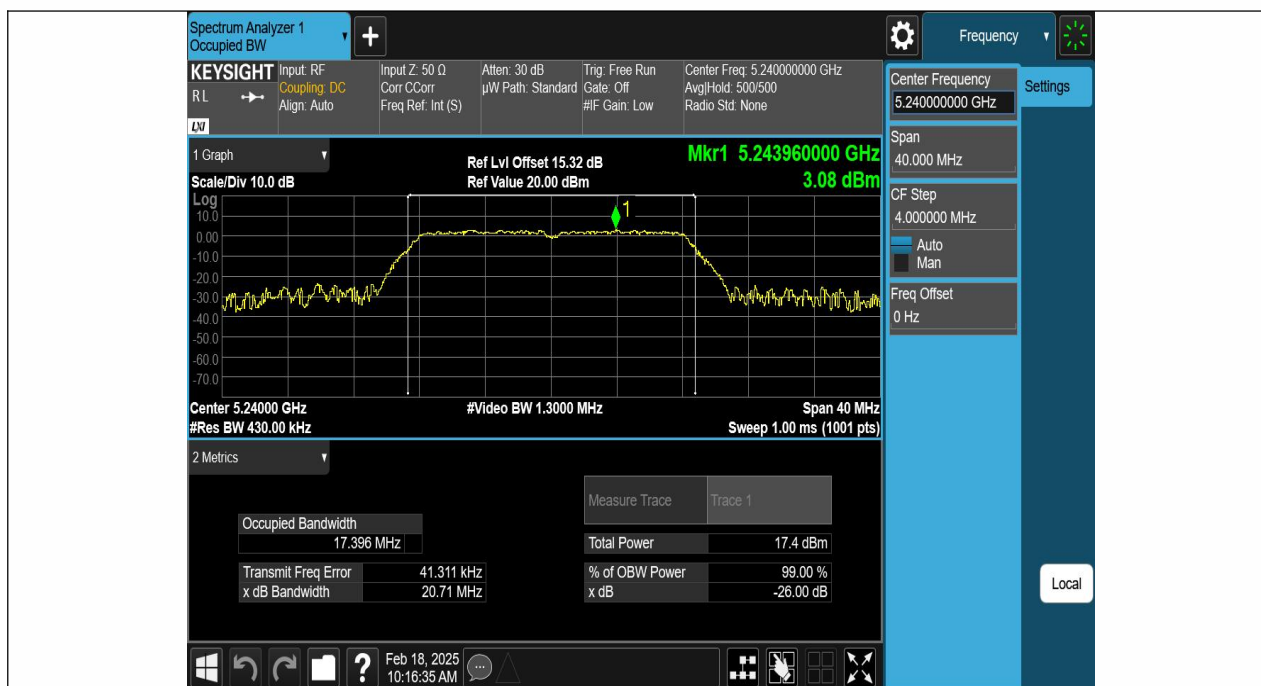 Spectrum Analyzer 1
Occupied BW
+
Frequency
KEYSIGHT
R L
LXI
Input: RF
Coupling: DC
Align: Auto
Input Z: 50 Ω
Corr CCorr
Freq Ref: Int (S)
Atten: 30 dB
µW Path: Standard
Trig: Free Run
Gate: Off
#IF Gain: Low
Center Freq: 5.240000000 GHz
Avg|Hold: 500/500
Radio Std: None
Center Frequency
5.240000000 GHz
Settings
Span
40.000 MHz
CF Step
4.000000 MHz
Auto
Man
Freq Offset
0 Hz
Local
1 Graph
Scale/Div 10.0 dB
Ref Lvl Offset 15.32 dB
Ref Value 20.00 dBm
Mkr1 5.243960000 GHz
3.08 dBm
Log
10.0
0.00
-10.0
-20.0
-30.0
-40.0
-50.0
-60.0
-70.0
1
Center 5.24000 GHz
#Video BW 1.3000 MHz
Span 40 MHz
#Res BW 430.00 kHz
Sweep 1.00 ms (1001 pts)
2 Metrics
Measure Trace Trace 1
Occupied Bandwidth
17.396 MHz
Total Power 17.4 dBm
Transmit Freq Error 41.311 kHz
% of OBW Power 99.00 %
x dB Bandwidth 20.71 MHz
x dB -26.00 dB
?
Feb 18, 2025
10:16:35 AM